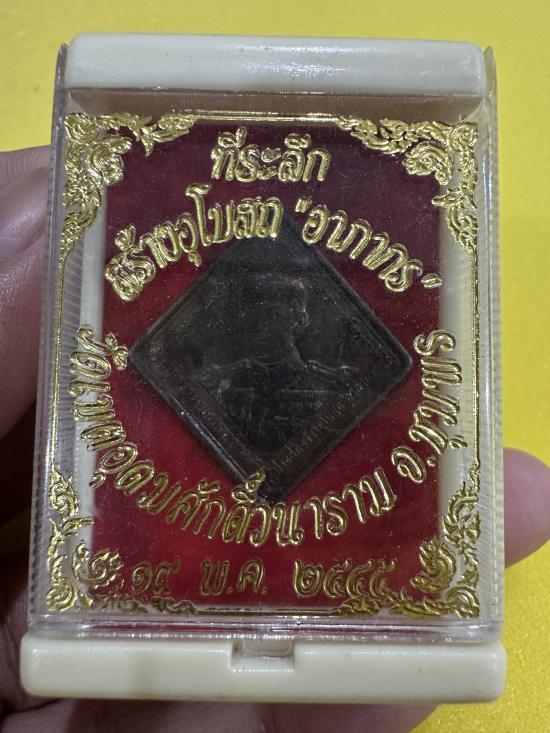 ที่ระลึก
สร้างอุโบสถ "อาภากร"
วัดเขตอุดมศักดิ์วนาราม จ.ชุมพร
๑๙ พ.ค. ๒๕๔๕